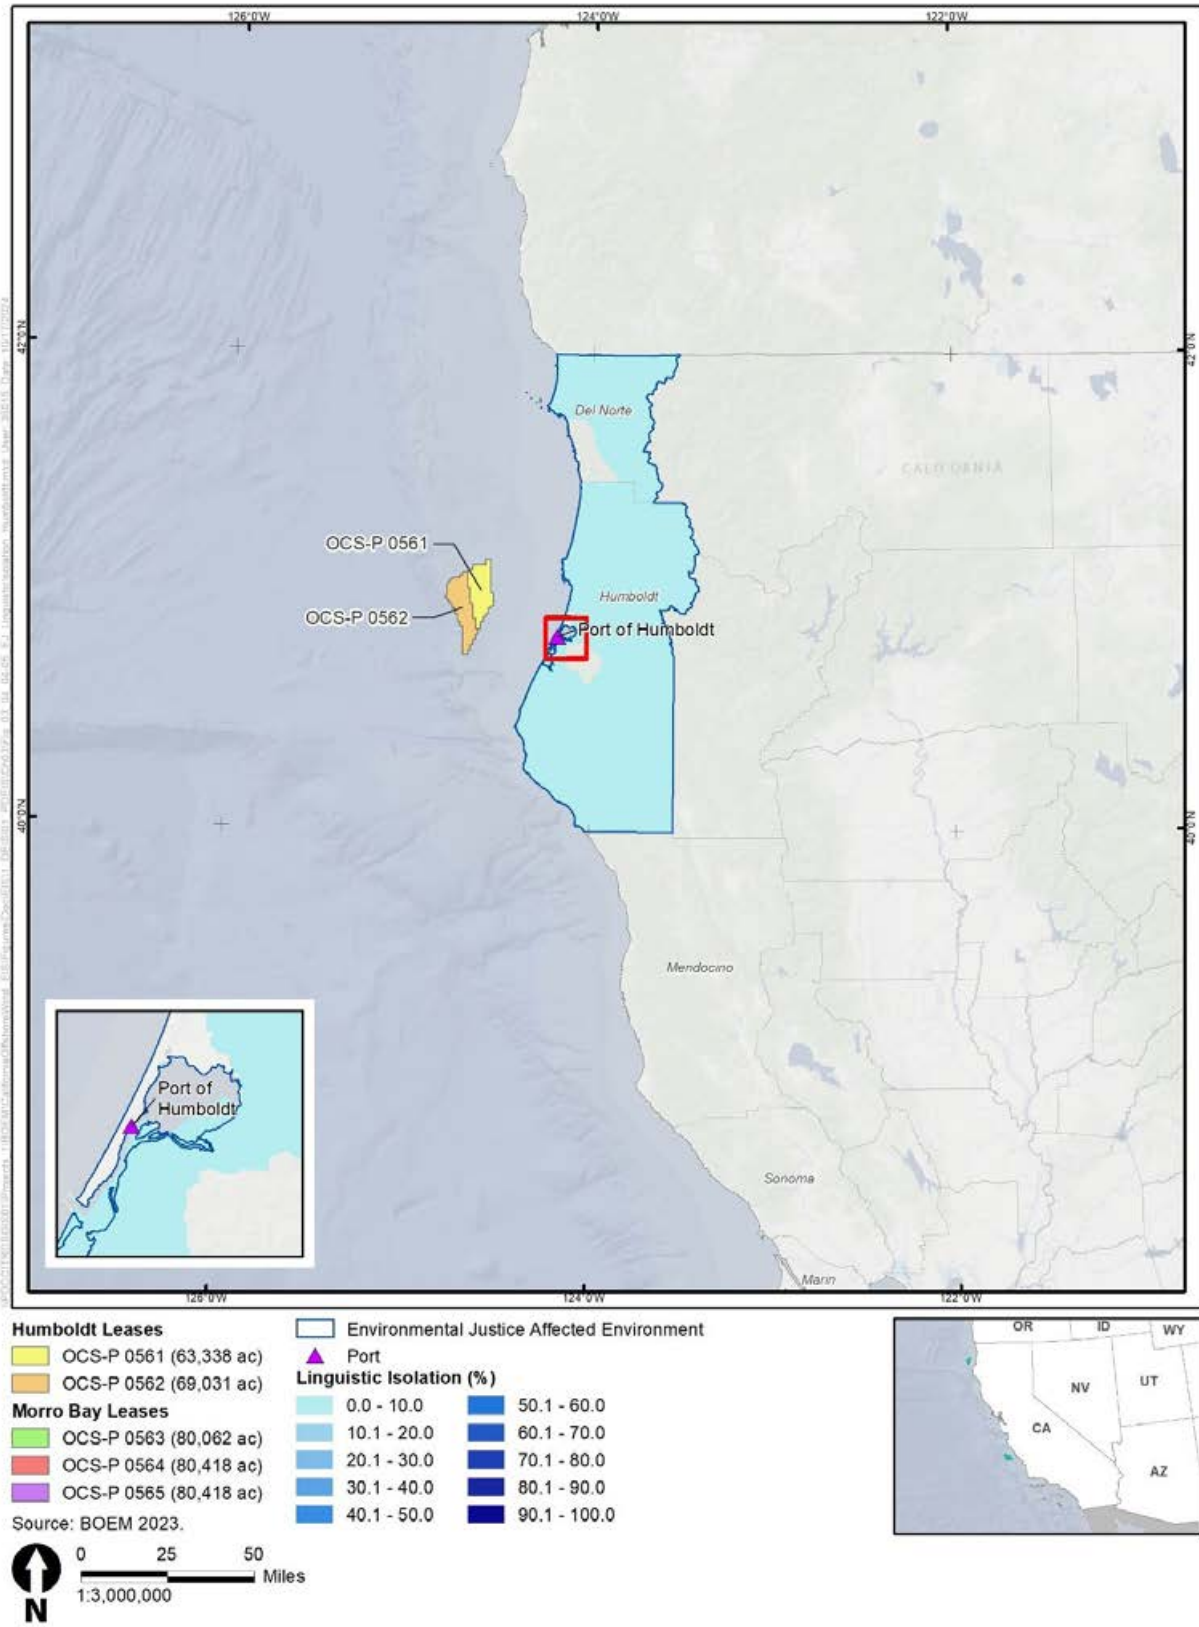 126°0'W 124°0'W 122°0'W
42°0'N 42°0'N
Del Norte
CALIFORNIA
OCS-P 0561
Humboldt
OCS-P 0562
Port of Humboldt
40°0'N 40°0'N
Mendocino
Port of
Humboldt
Sonoma
Marin
126°0'W 124°0'W 122°0'W
Humboldt Leases
OCS-P 0561 (63,338 ac)
OCS-P 0562 (69,031 ac)
Morro Bay Leases
OCS-P 0563 (80,062 ac)
OCS-P 0564 (80,418 ac)
OCS-P 0565 (80,418 ac)
Source: BOEM 2023.
N
0 25 50
Miles
1:3,000,000
Environmental Justice Affected Environment
Port
Linguistic Isolation (%)
0.0 - 10.0
10.1 - 20.0
20.1 - 30.0
30.1 - 40.0
40.1 - 50.0
50.1 - 60.0
60.1 - 70.0
70.1 - 80.0
80.1 - 90.0
90.1 - 100.0
OR ID WY
NV UT
CA
AZ